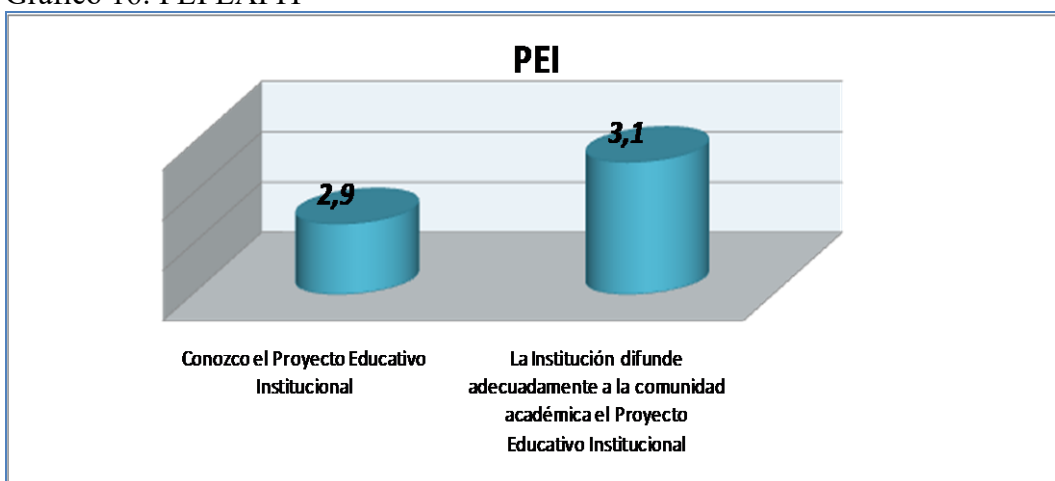 PEI
3,1
2,9
Conozco el Proyecto Educativo
Institucional
La Institución difunde
adecuadamente a la comunidad
académica el Proyecto
Educativo Institucional